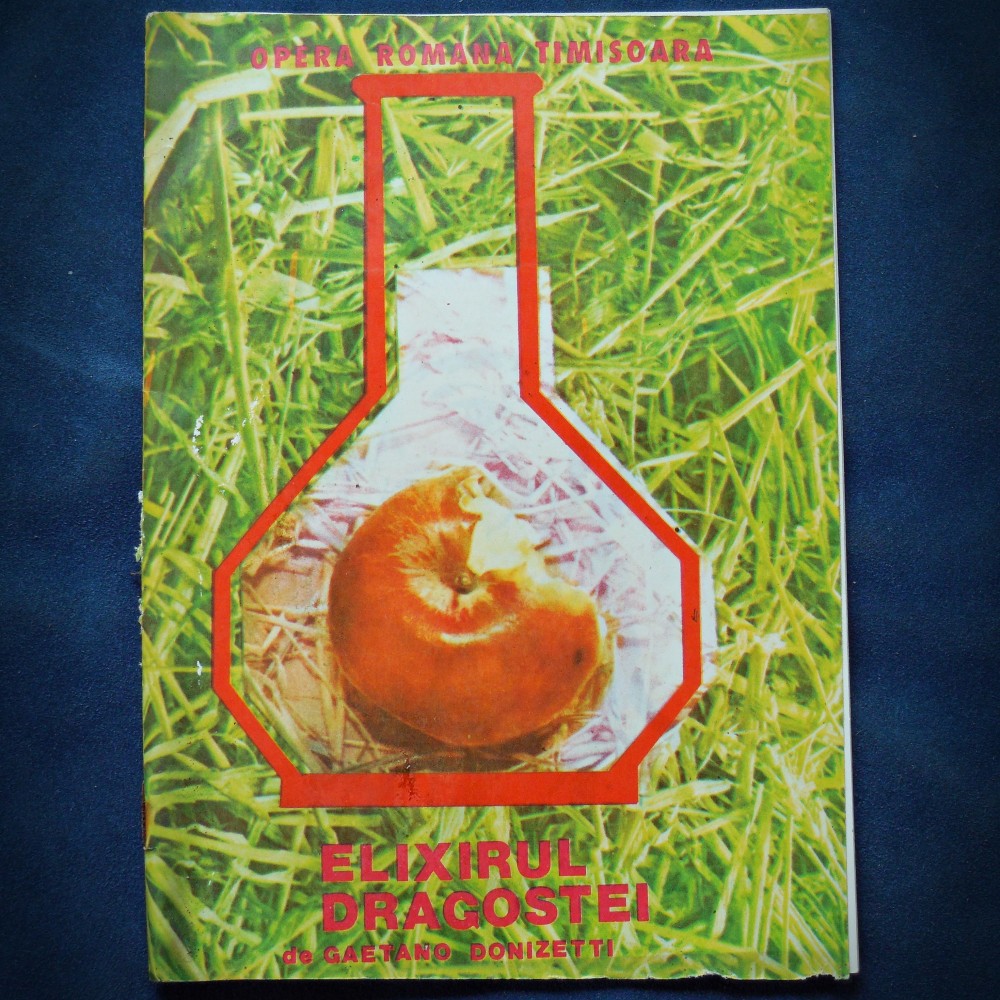 OPERA ROMANA TIMISOARA
ELIXIRUL
DRAGOSTEI
de GAETANO DONIZETTI